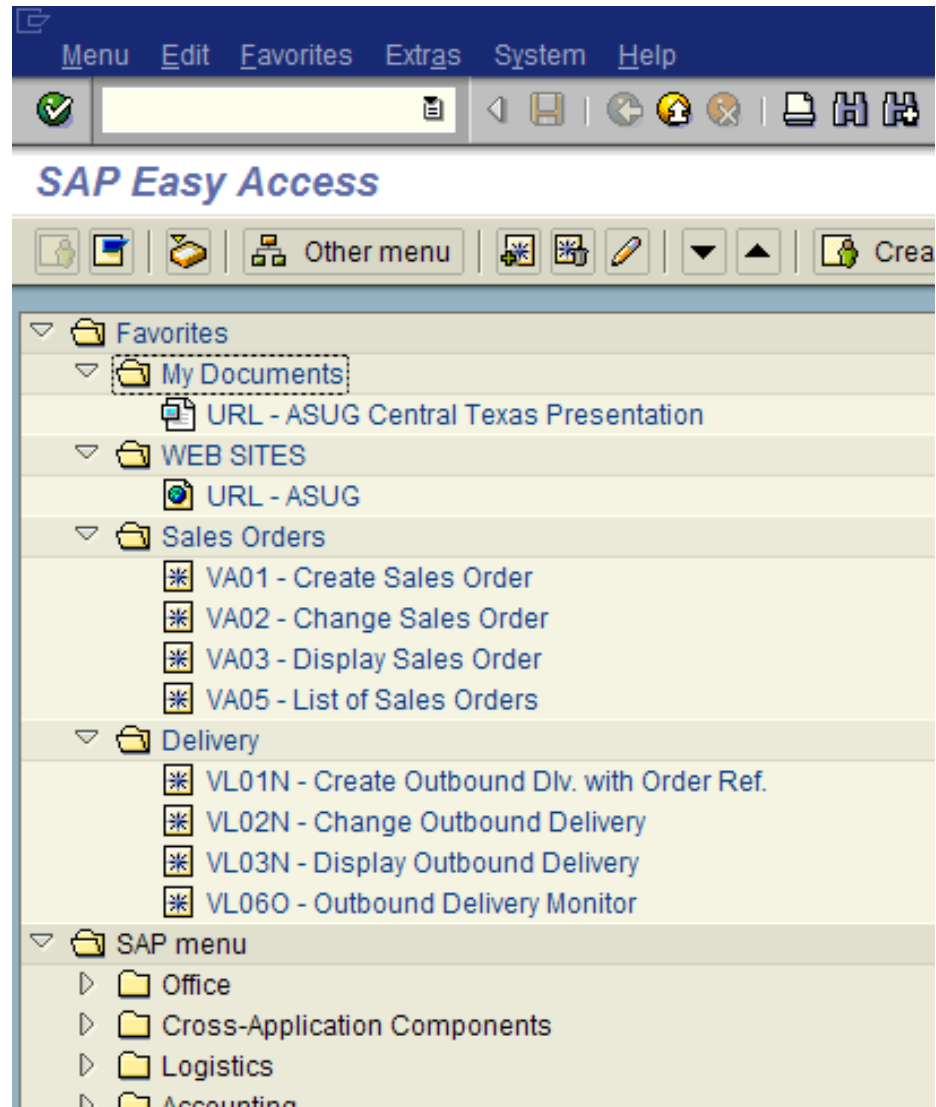 Menu Edit Favorites Extras System Help
SAP Easy Access
Other menu Crea
Favorites
My Documents
URL - ASUG Central Texas Presentation
WEB SITES
URL - ASUG
Sales Orders
VA01 - Create Sales Order
VA02 - Change Sales Order
VA03 - Display Sales Order
VA05 - List of Sales Orders
Delivery
VL01N - Create Outbound Dlv. with Order Ref.
VL02N - Change Outbound Delivery
VL03N - Display Outbound Delivery
VL06O - Outbound Delivery Monitor
SAP menu
Office
Cross-Application Components
Logistics
Accounting